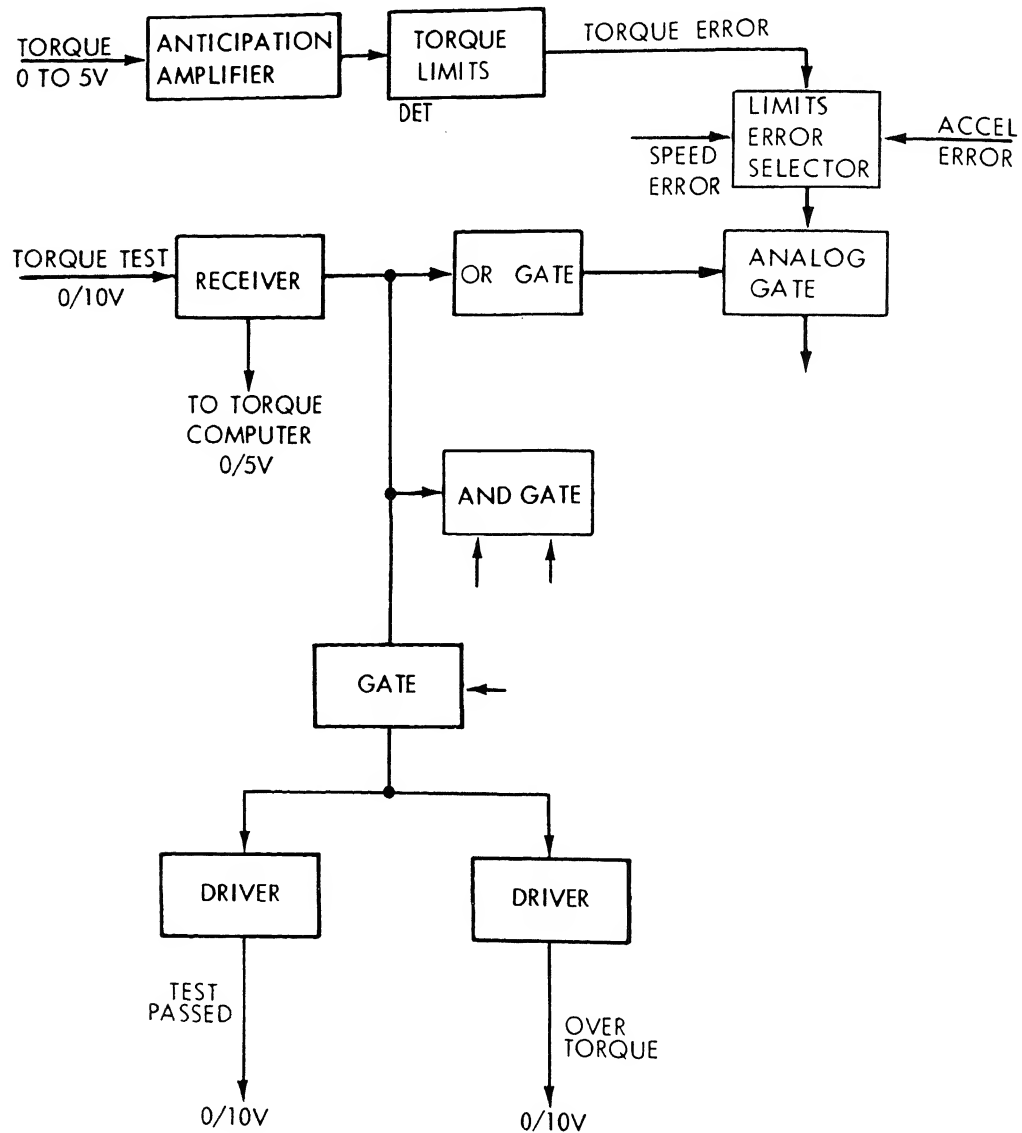 TORQUE
0 TO 5V
ANTICIPATION
AMPLIFIER
TORQUE
LIMITS
DET
TORQUE ERROR
LIMITS
ERROR
SELECTOR
SPEED
ERROR
ACCEL
ERROR
TORQUE TEST
0/10V
RECEIVER
OR GATE
ANALOG
GATE
TO TORQUE
COMPUTER
0/5V
AND GATE
GATE
DRIVER
DRIVER
TEST
PASSED
OVER
TORQUE
0/10V
0/10V